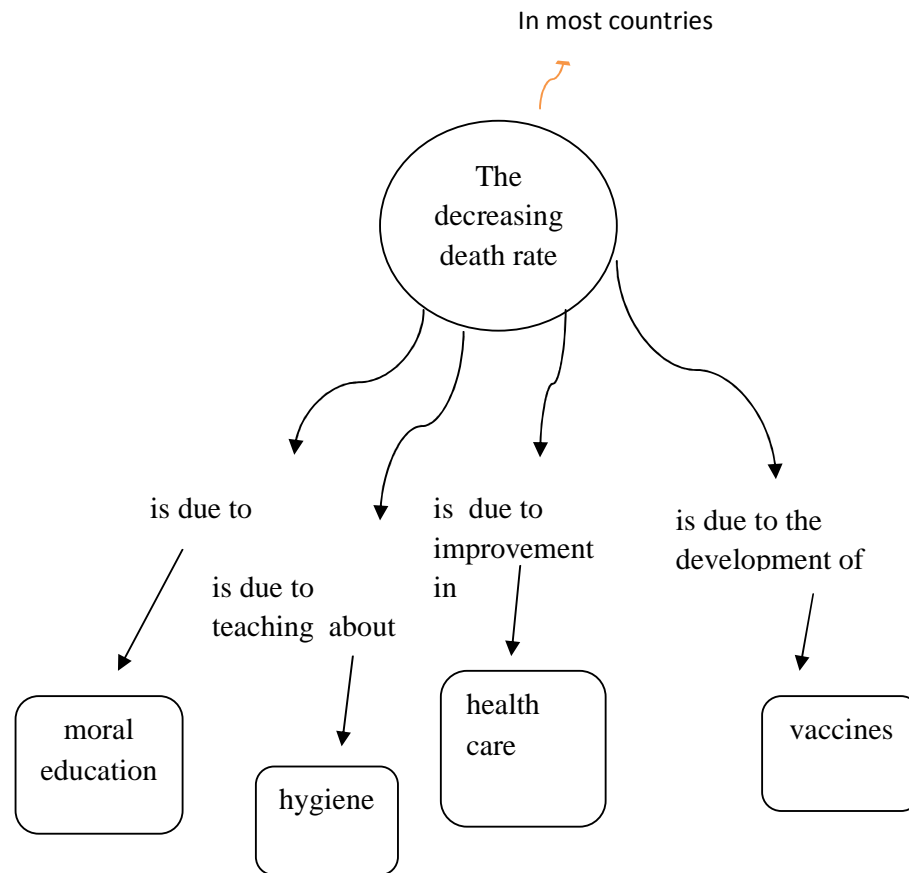 In most countries
The
decreasing
death rate
is due to
is due to
teaching about
is due to
improvement
in
is due to the
development of
moral
education
hygiene
health
care
vaccines